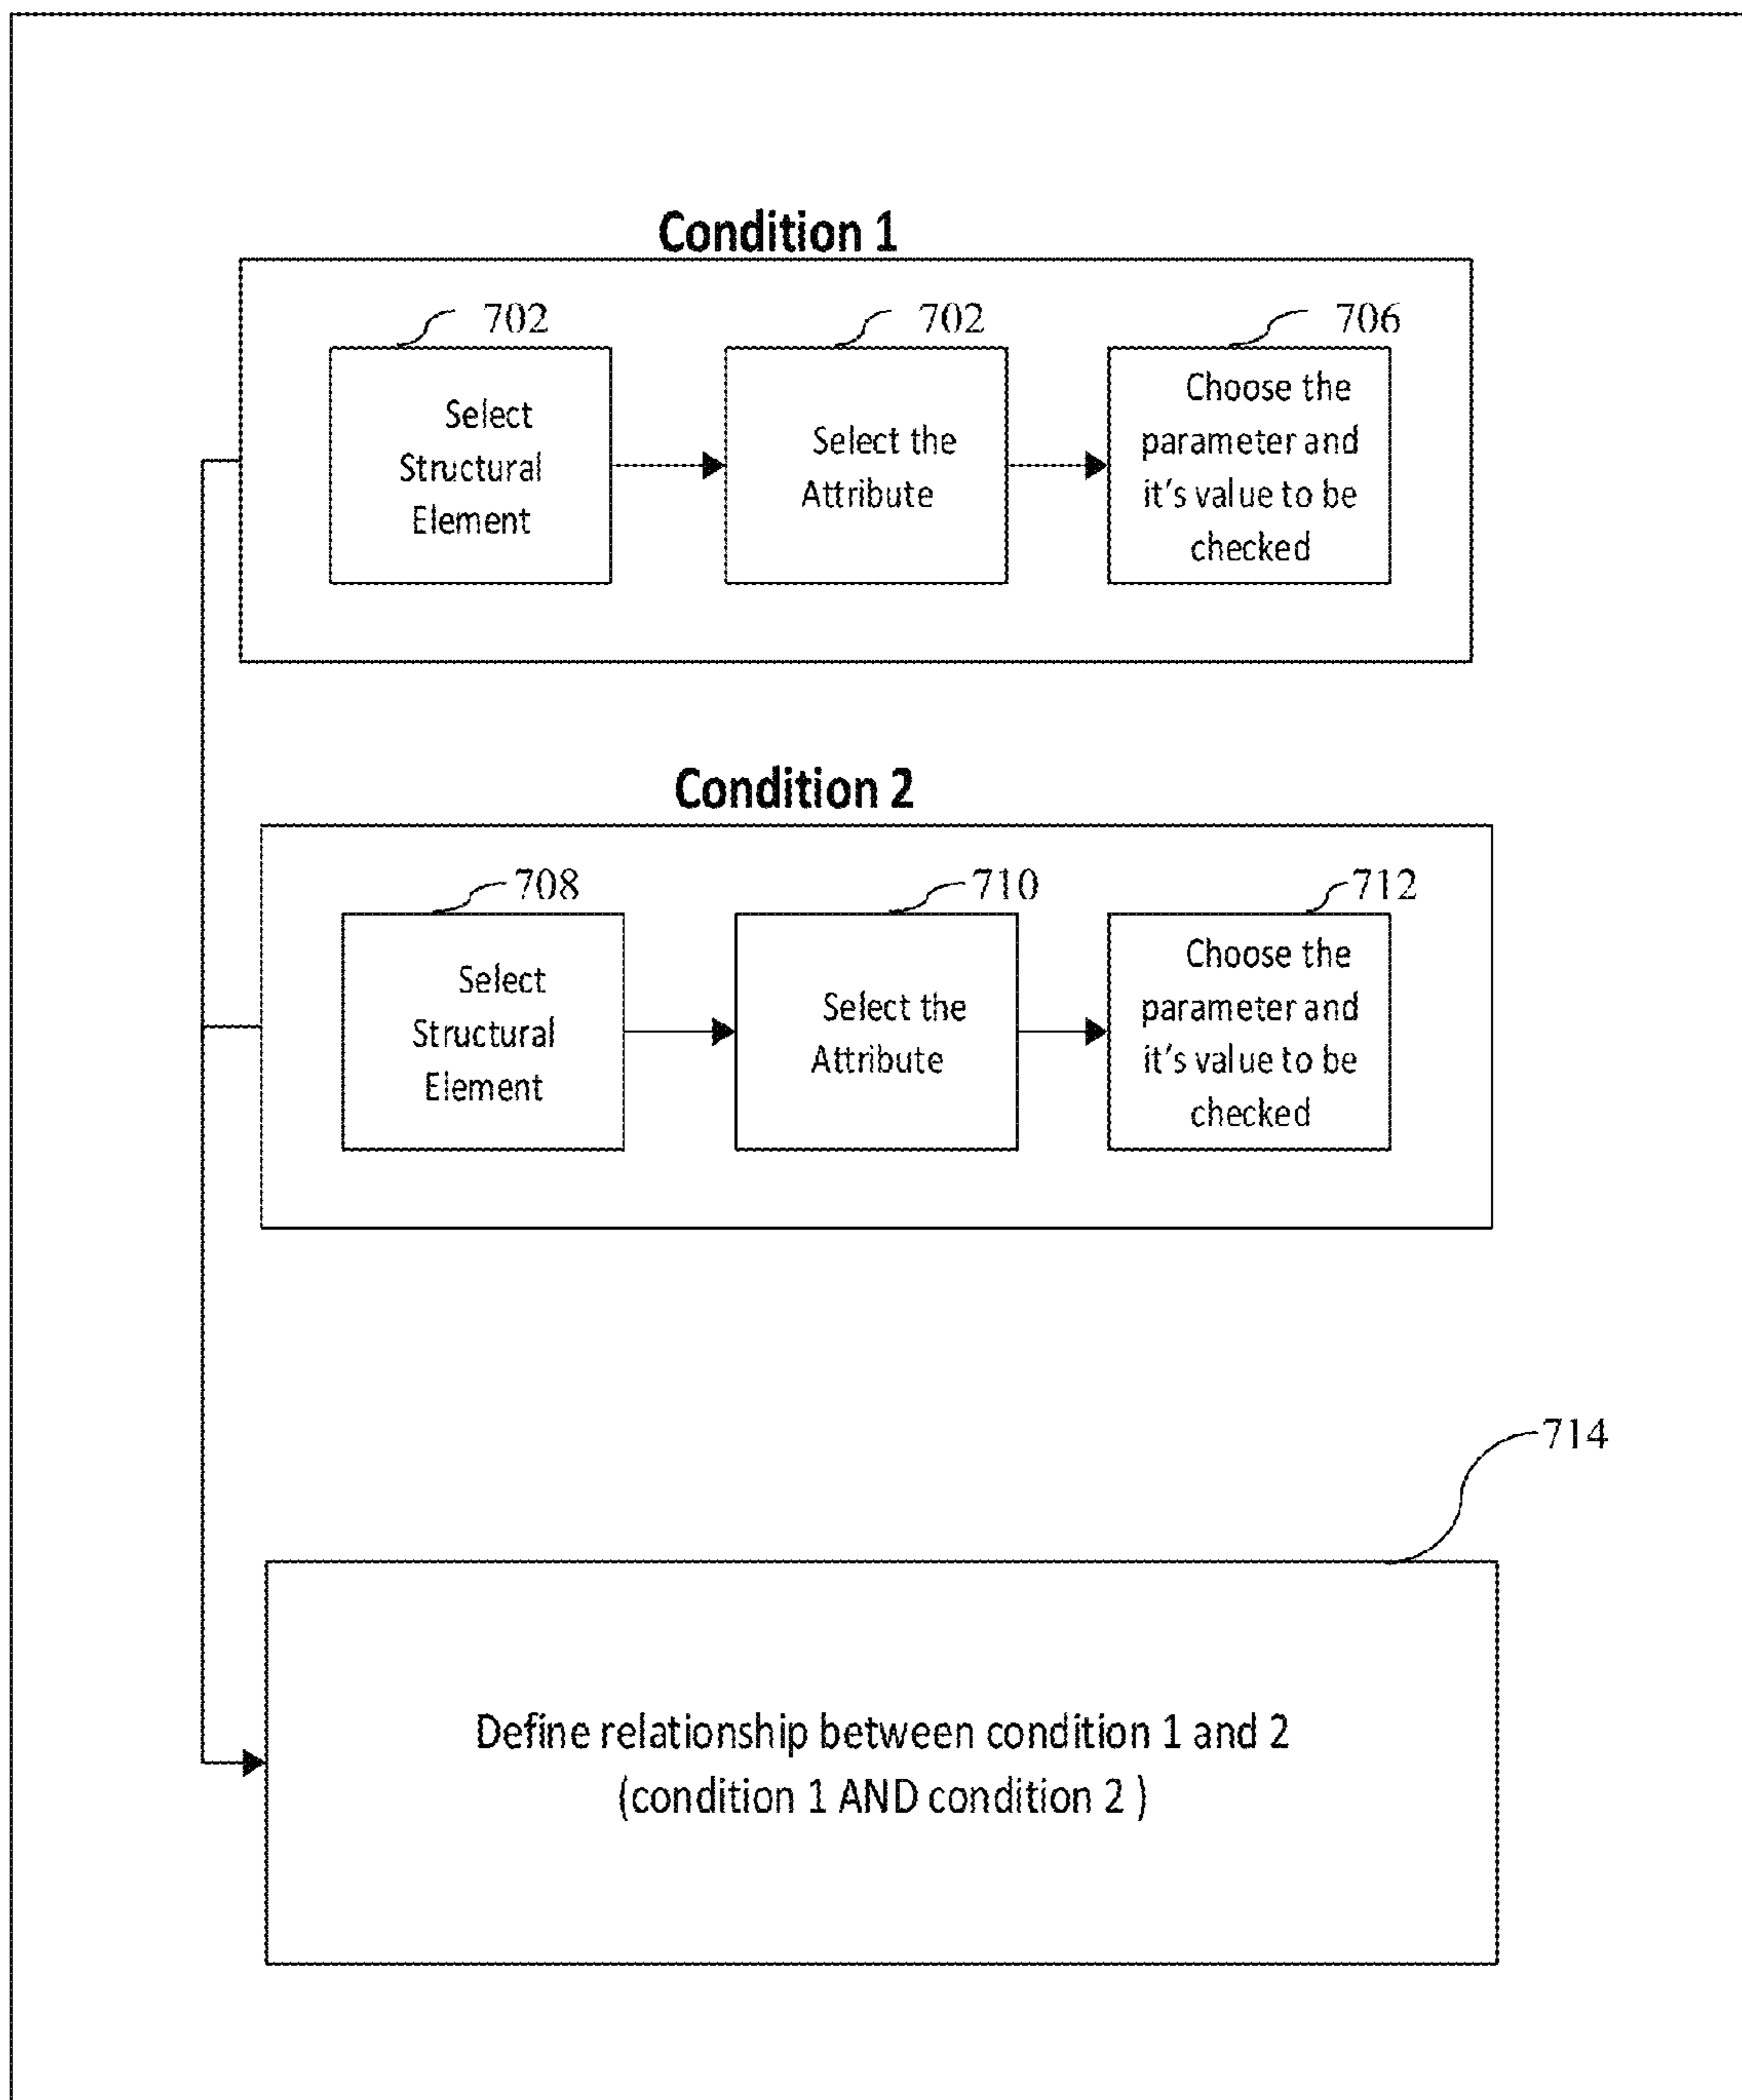 Condition 1
702
702
706
Select
Structural
Element
Select the
Attribute
Choose the
parameter and
it's value to be
checked
Condition 2
708
710
712
Select
Structural
Element
Select the
Attribute
Choose the
parameter and
it's value to be
checked
714
Define relationship between condition 1 and 2
(condition 1 AND condition 2 )